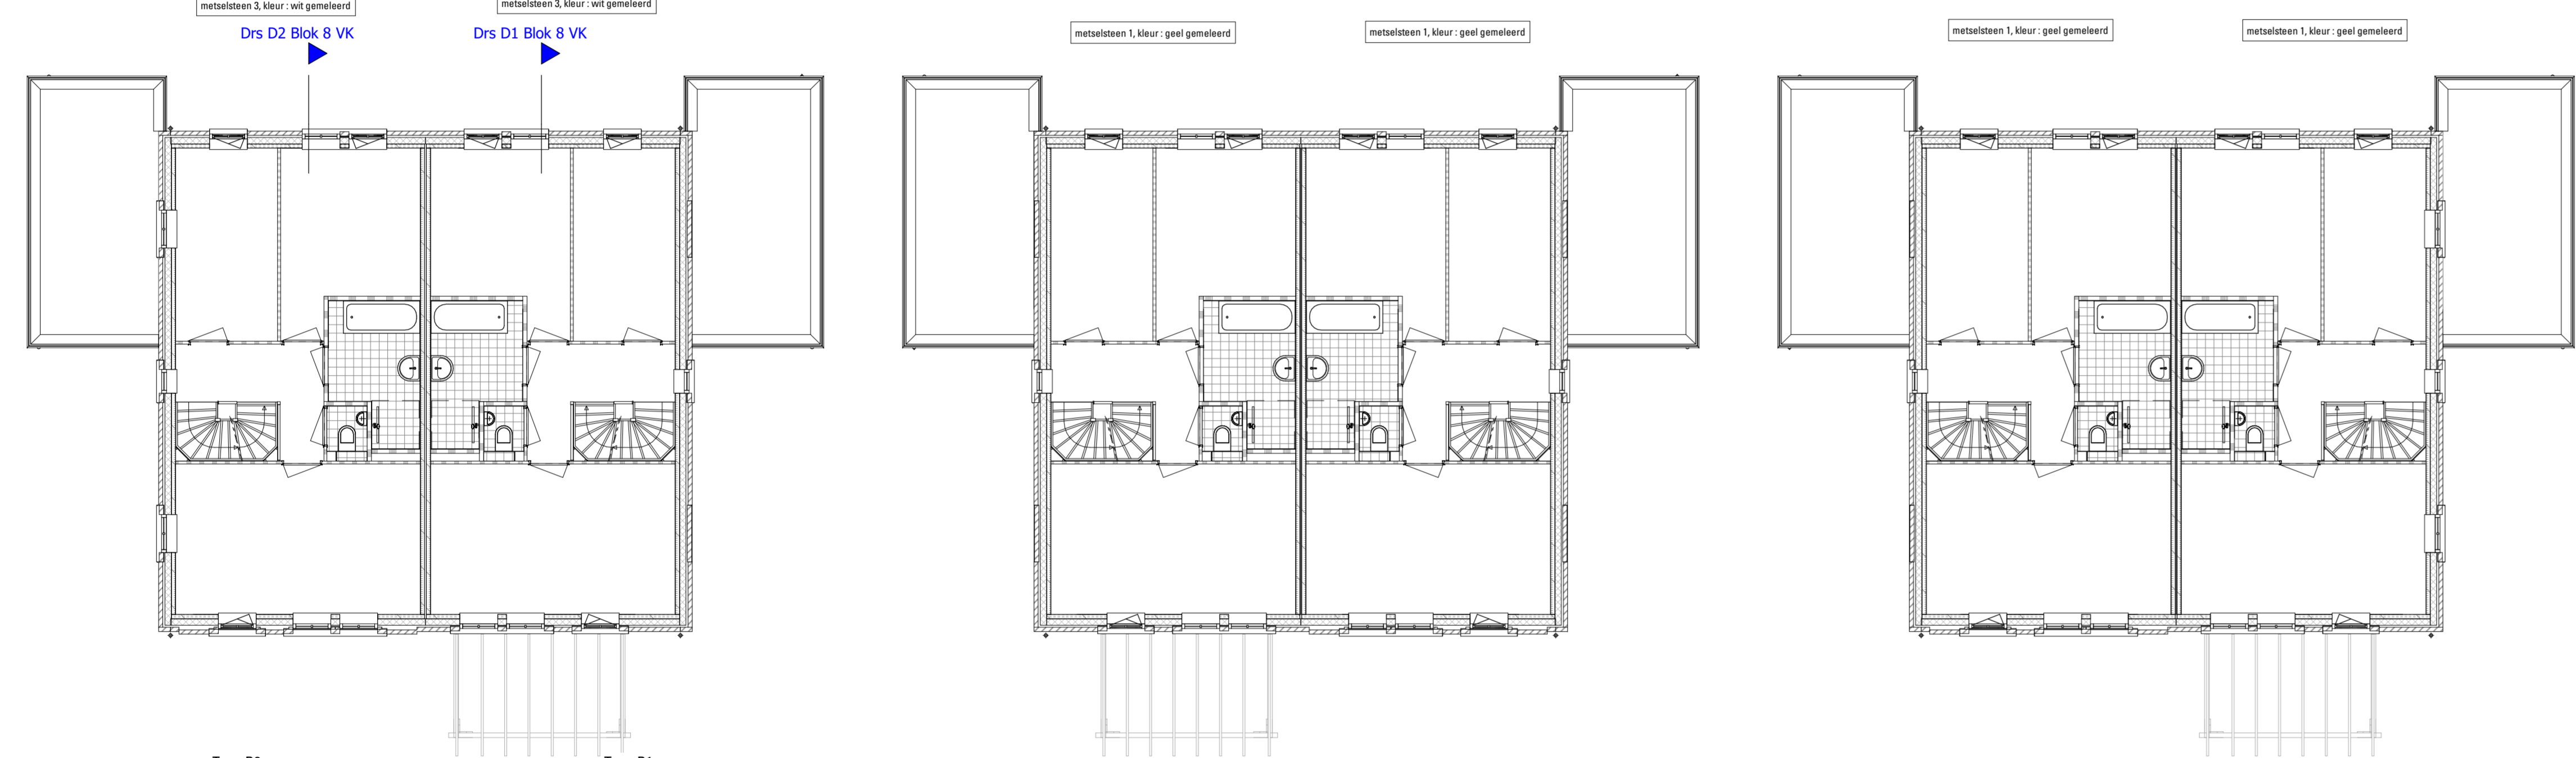 metselsteen 3, kleur : wit gemeleerd
metselsteen 3, kleur : wit gemeleerd
Drs D2 Blok 8 VK
Drs D1 Blok 8 VK
metselsteen 1, kleur : geel gemeleerd
metselsteen 1, kleur : geel gemeleerd
metselsteen 1, kleur : geel gemeleerd
metselsteen 1, kleur : geel gemeleerd